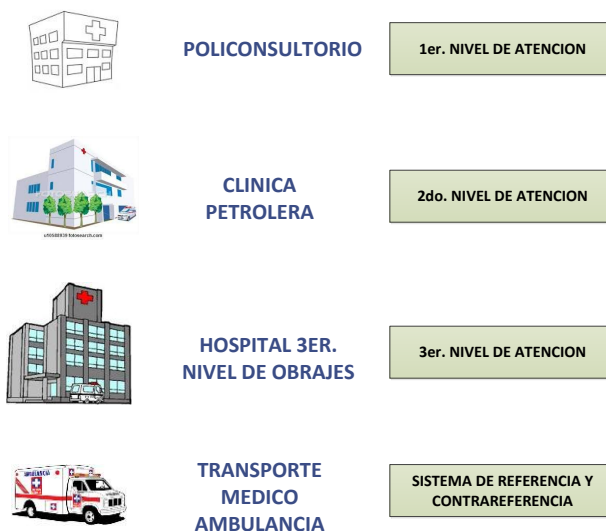 POLICONSULTORIO
1er. NIVEL DE ATENCION
CLINICA
PETROLERA
2do. NIVEL DE ATENCION
HOSPITAL 3ER.
NIVEL DE OBRAJES
3er. NIVEL DE ATENCION
AMBULANCIA
TRANSPORTE
MEDICO
AMBULANCIA
SISTEMA DE REFERENCIA Y
CONTRAREFERENCIA